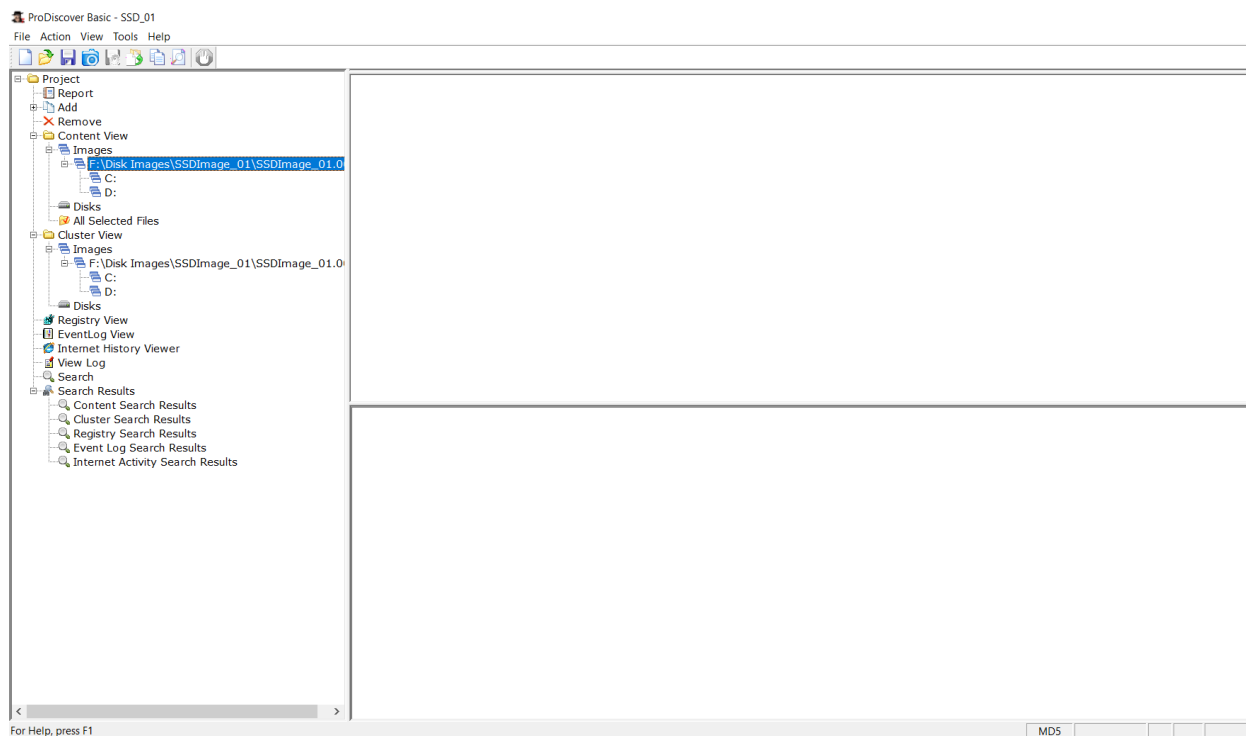 ProDiscover Basic - SSD_01
File Action View Tools Help
Project
Report
Add
Remove
Content View
Images
F:\Disk Images\SSDImage_01\SSDImage_01.0
C:
D:
Disks
All Selected Files
Cluster View
Images
F:\Disk Images\SSDImage_01\SSDImage_01.0
C:
D:
Disks
Registry View
EventLog View
Internet History Viewer
View Log
Search
Search Results
Content Search Results
Cluster Search Results
Registry Search Results
Event Log Search Results
Internet Activity Search Results
For Help, press F1
MD5